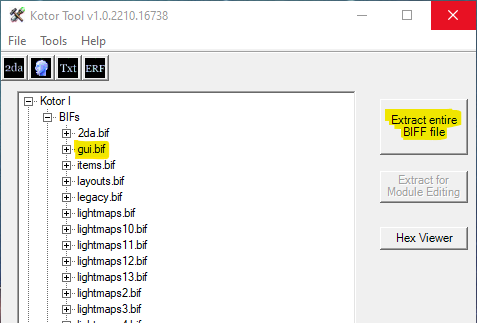 Kotor Tool v1.0.2210.16738
File Tools Help
2da Txt ERF
Kotor I
BIFs
2da.bif
gui.bif
items.bif
layouts.bif
legacy.bif
lightmaps.bif
lightmaps10.bif
lightmaps11.bif
lightmaps12.bif
lightmaps13.bif
lightmaps2.bif
lightmaps3.bif
Extract entire
BIFF file
Extract for
Module Editing
Hex Viewer